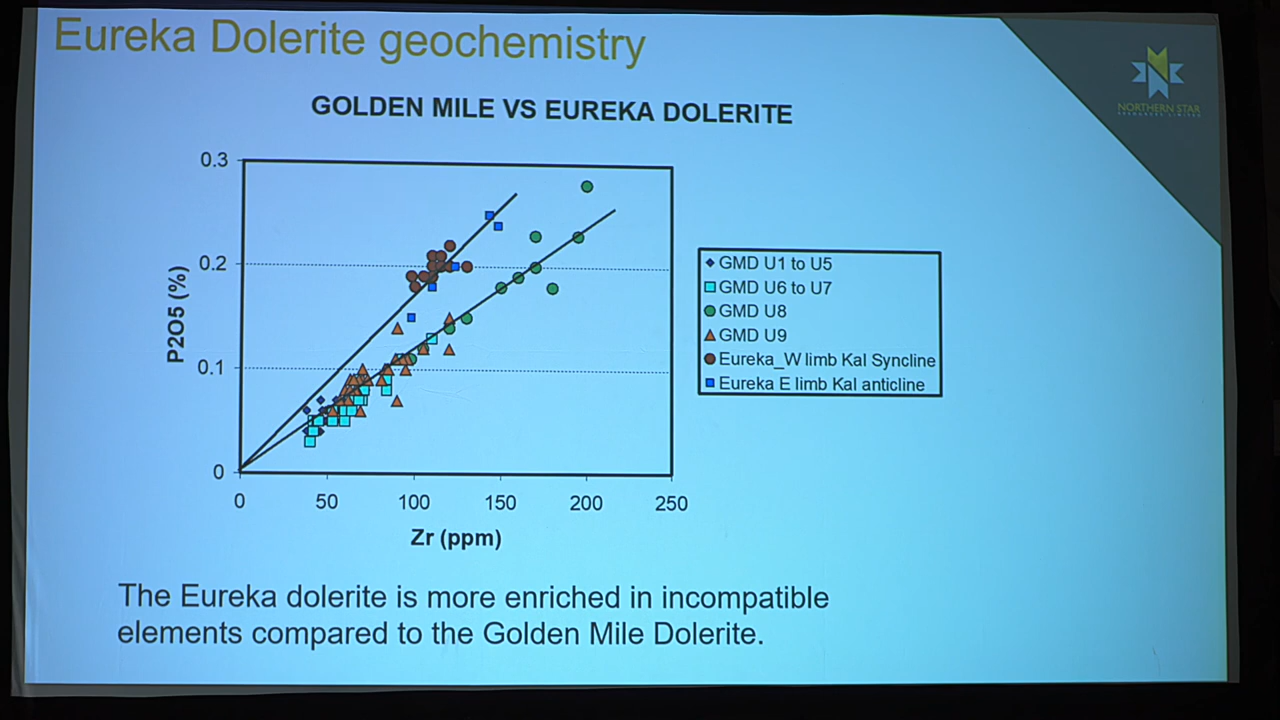 Eureka Dolerite geochemistry
NORTHERN STAR
RESOURCES LIMITED
GOLDEN MILE VS EUREKA DOLERITE
0.3
0.2
0.1
0
P2O5 (%)
0 50 100 150 200 250
Zr (ppm)
GMD U1 to U5
GMD U6 to U7
GMD U8
GMD U9
Eureka_W limb Kal Syncline
Eureka E limb Kal anticline
The Eureka dolerite is more enriched in incompatible
elements compared to the Golden Mile Dolerite.